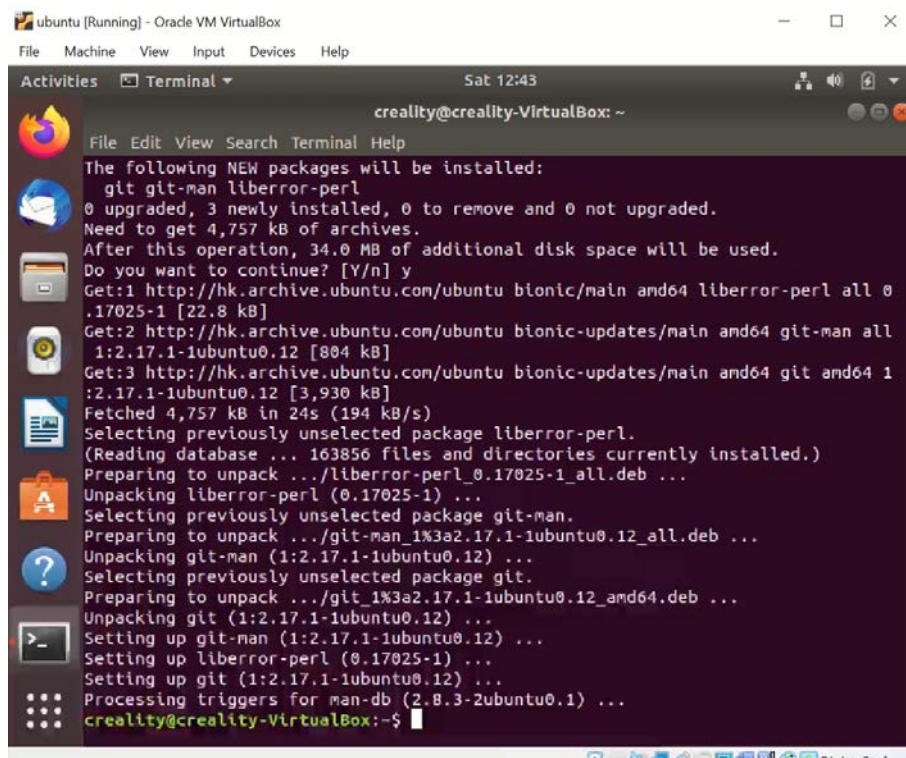 ubuntu [Running] - Oracle VM VirtualBox
File Machine View Input Devices Help
Activities Terminal Sat 12:43
creality@creality-VirtualBox: ~
File Edit View Search Terminal Help
The following NEW packages will be installed:
git git-man liberror-perl
0 upgraded, 3 newly installed, 0 to remove and 0 not upgraded.
Need to get 4,757 kB of archives.
After this operation, 34.0 MB of additional disk space will be used.
Do you want to continue? [Y/n] y
Get:1 http://hk.archive.ubuntu.com/ubuntu bionic/main amd64 liberror-perl all 0
.17025-1 [22.8 kB]
Get:2 http://hk.archive.ubuntu.com/ubuntu bionic-updates/main amd64 git-man all
1:2.17.1-1ubuntu0.12 [804 kB]
Get:3 http://hk.archive.ubuntu.com/ubuntu bionic-updates/main amd64 git amd64 1
:2.17.1-1ubuntu0.12 [3,930 kB]
Fetched 4,757 kB in 24s (194 kB/s)
Selecting previously unselected package liberror-perl.
(Reading database ... 163856 files and directories currently installed.)
Preparing to unpack .../liberror-perl_0.17025-1_all.deb ...
Unpacking liberror-perl (0.17025-1) ...
Selecting previously unselected package git-man.
Preparing to unpack .../git-man_1%3a2.17.1-1ubuntu0.12_all.deb ...
Unpacking git-man (1:2.17.1-1ubuntu0.12) ...
Selecting previously unselected package git.
Preparing to unpack .../git_1%3a2.17.1-1ubuntu0.12_amd64.deb ...
Unpacking git (1:2.17.1-1ubuntu0.12) ...
Setting up git-man (1:2.17.1-1ubuntu0.12) ...
Setting up liberror-perl (0.17025-1) ...
Setting up git (1:2.17.1-1ubuntu0.12) ...
Processing triggers for man-db (2.8.3-2ubuntu0.1) ...
creality@creality-VirtualBox:~$